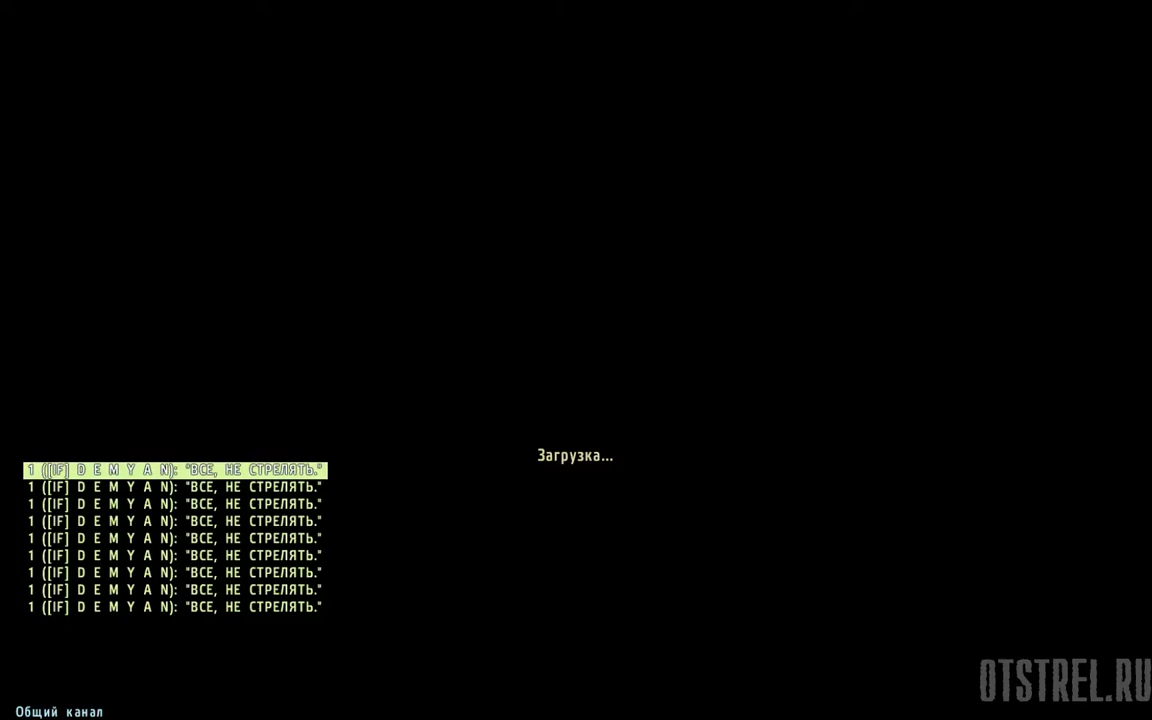 Загрузка...
1 ([IF] D E M Y A N): "ВСЕ, НЕ СТРЕЛЯТЬ."
1 ([IF] D E M Y A N): "ВСЕ, НЕ СТРЕЛЯТЬ."
1 ([IF] D E M Y A N): "ВСЕ, НЕ СТРЕЛЯТЬ."
1 ([IF] D E M Y A N): "ВСЕ, НЕ СТРЕЛЯТЬ."
1 ([IF] D E M Y A N): "ВСЕ, НЕ СТРЕЛЯТЬ."
1 ([IF] D E M Y A N): "ВСЕ, НЕ СТРЕЛЯТЬ."
1 ([IF] D E M Y A N): "ВСЕ, НЕ СТРЕЛЯТЬ."
1 ([IF] D E M Y A N): "ВСЕ, НЕ СТРЕЛЯТЬ."
1 ([IF] D E M Y A N): "ВСЕ, НЕ СТРЕЛЯТЬ."
OTSTREL.RU
Общий канал